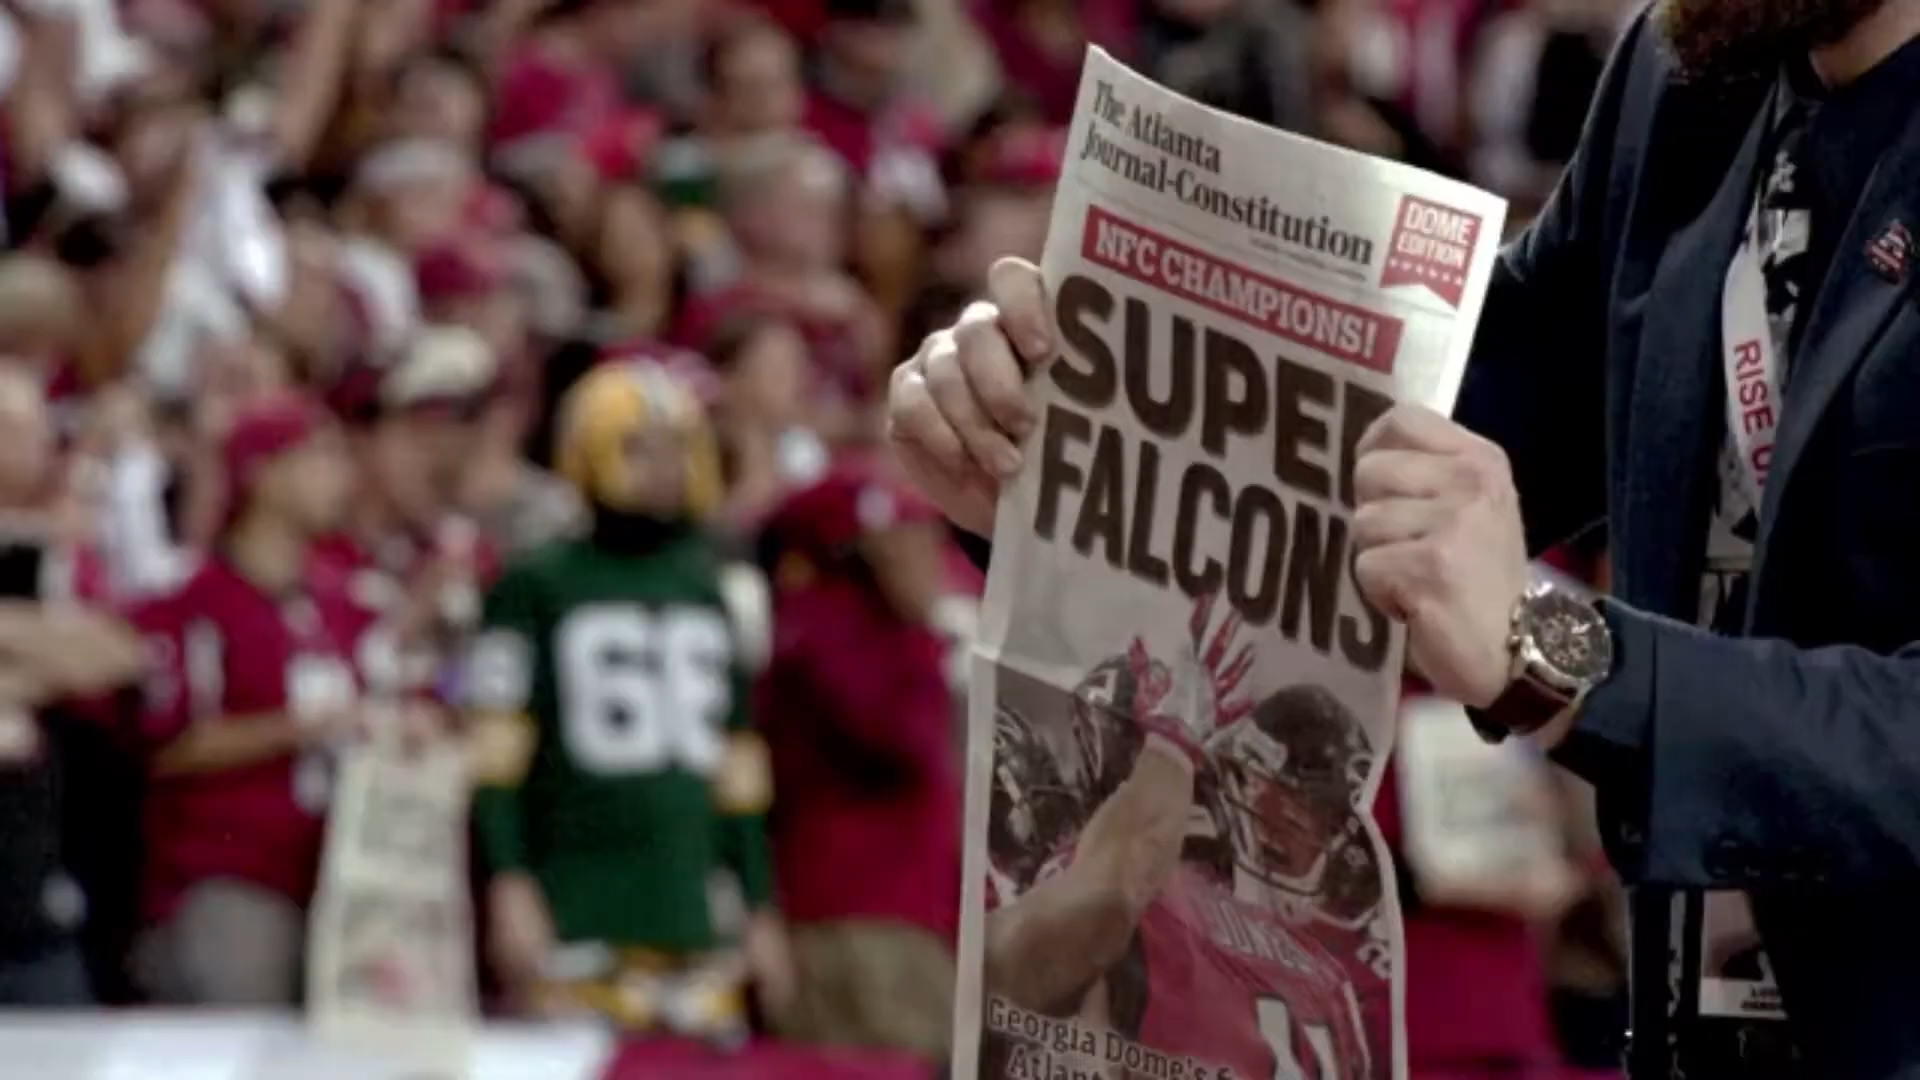 The Atlanta
Journal-Constitution
DOME
EDITION
NFC CHAMPIONS!
SUPER
FALCONS
RISE U
66
Georgia Dome's
Atlant